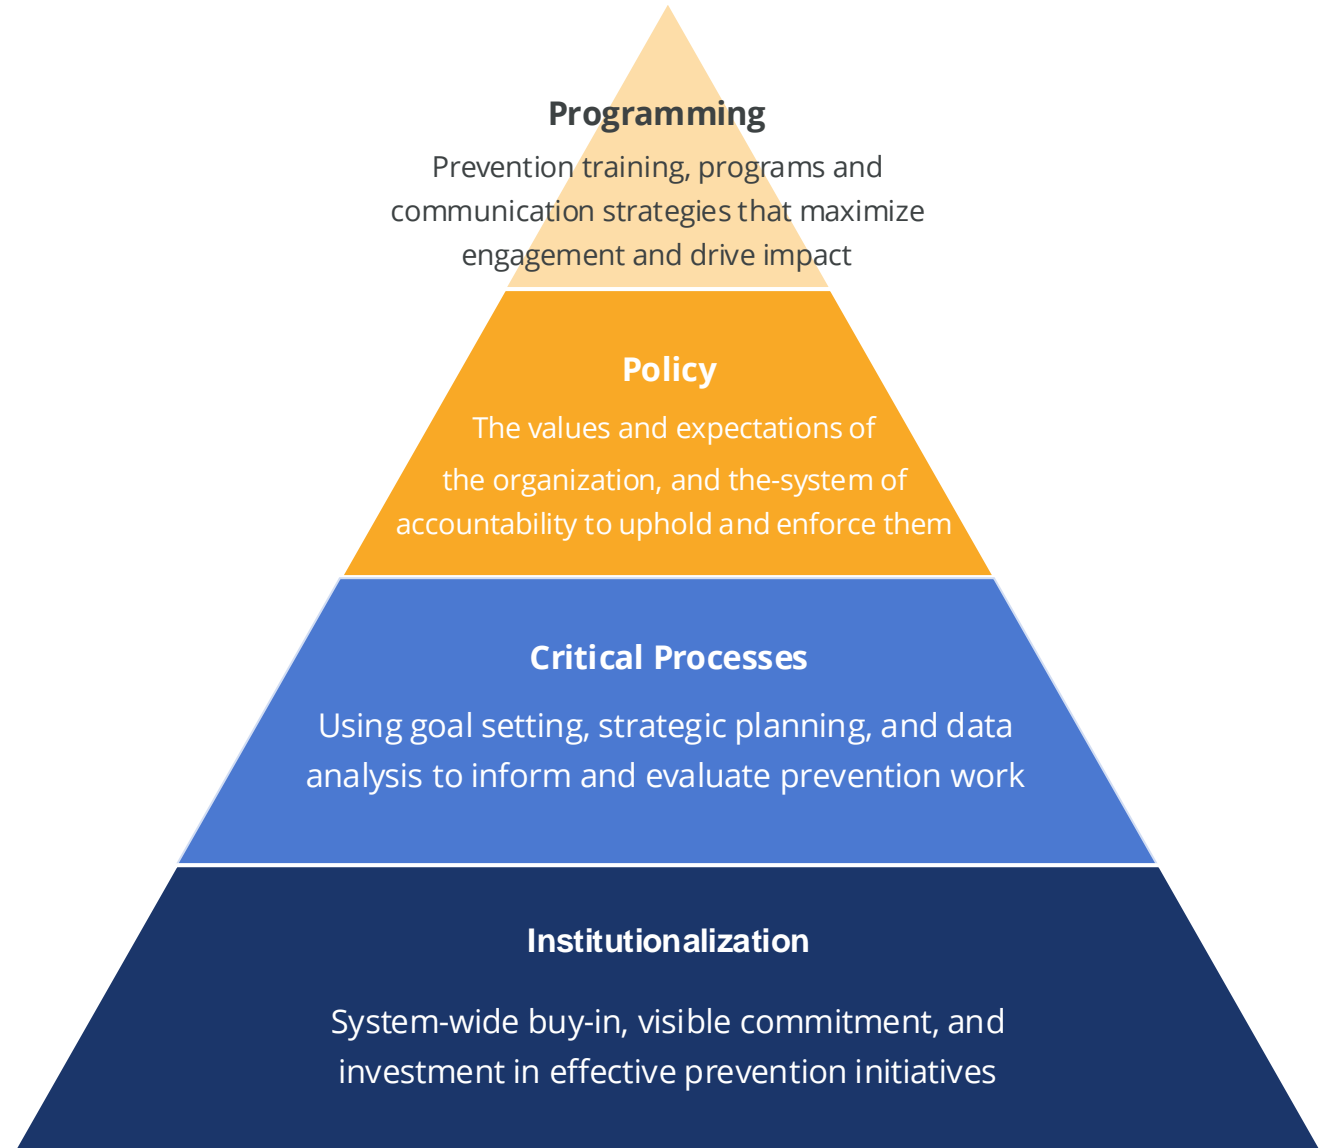 Programming
Prevention training, programs and
communication strategies that maximize
engagement and drive impact
Policy
The values and expectations of
the organization, and the-system of
accountability to uphold and enforce them
Critical Processes
Using goal setting, strategic planning, and data
analysis to inform and evaluate prevention work
Institutionalization
System-wide buy-in, visible commitment, and
investment in effective prevention initiatives